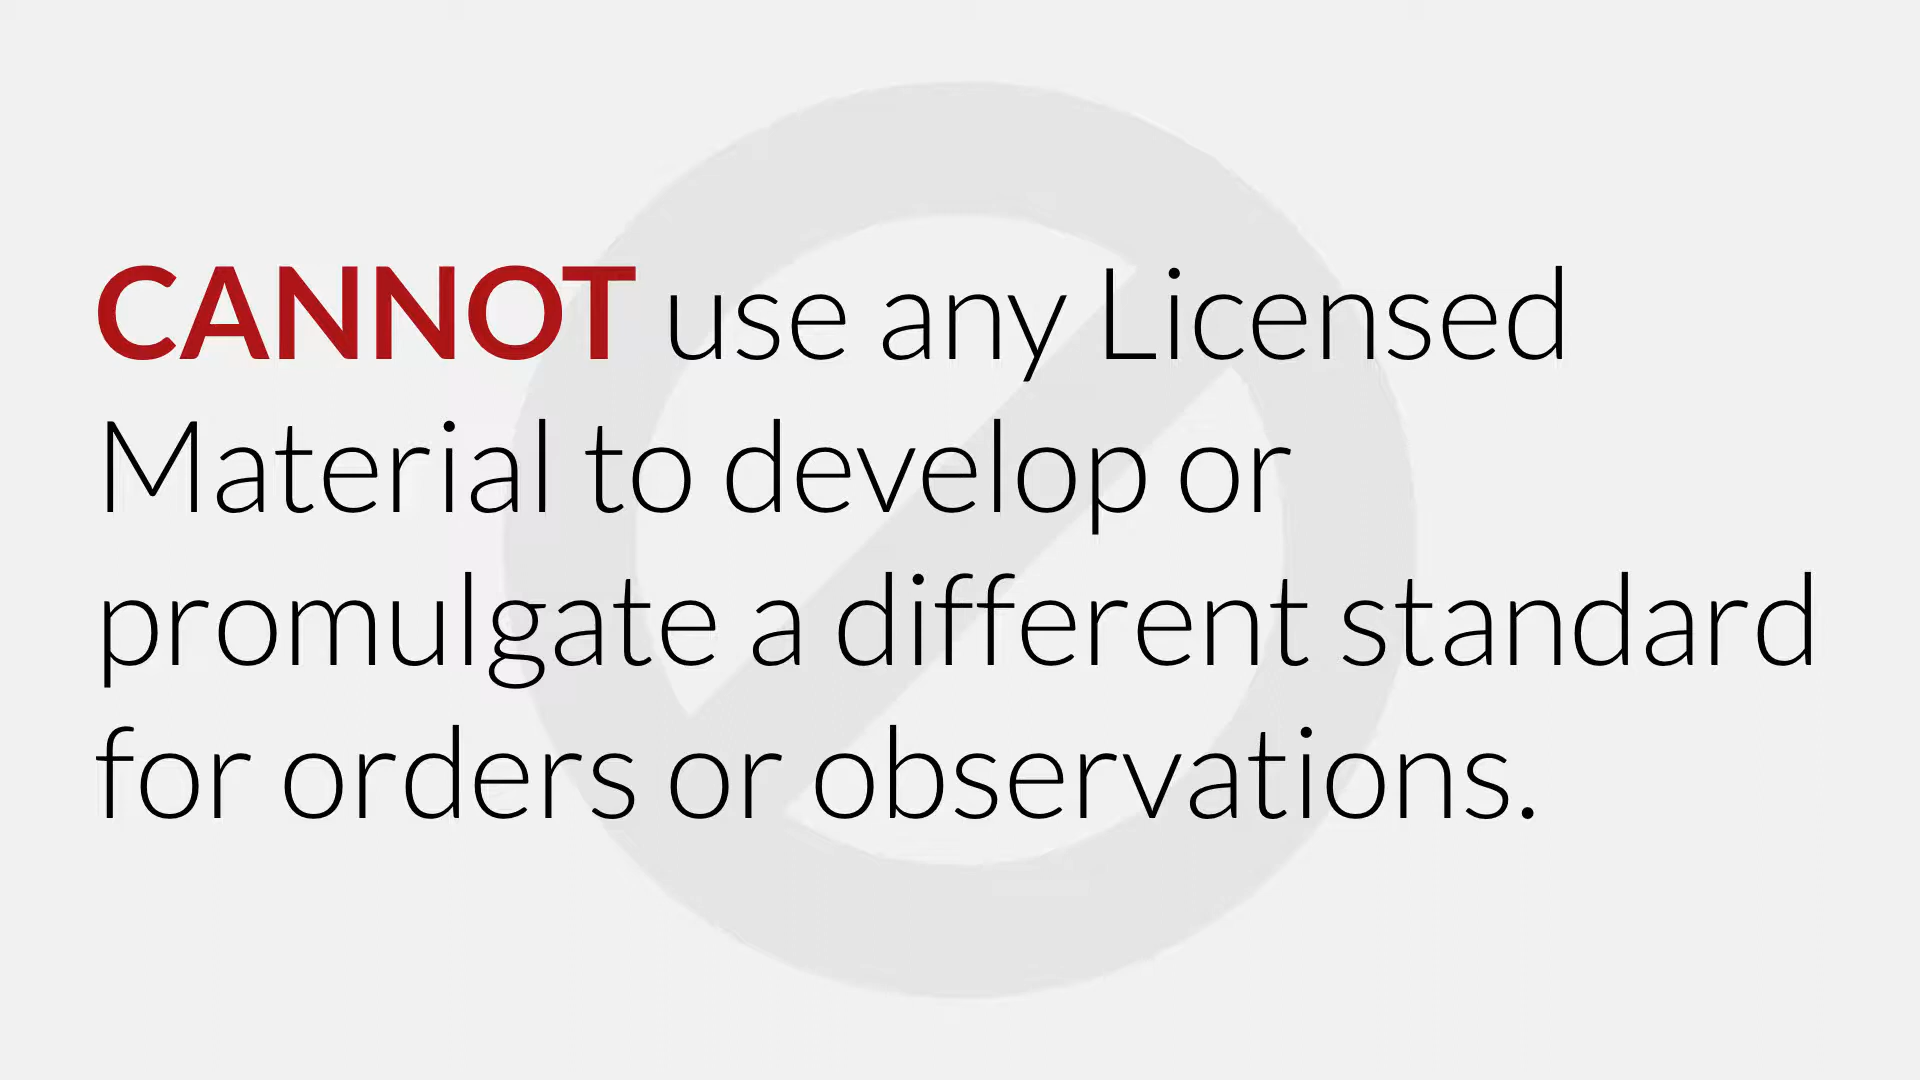 CANNOT use any Licensed
Material to develop or
promulgate a different standard
for orders or observations.